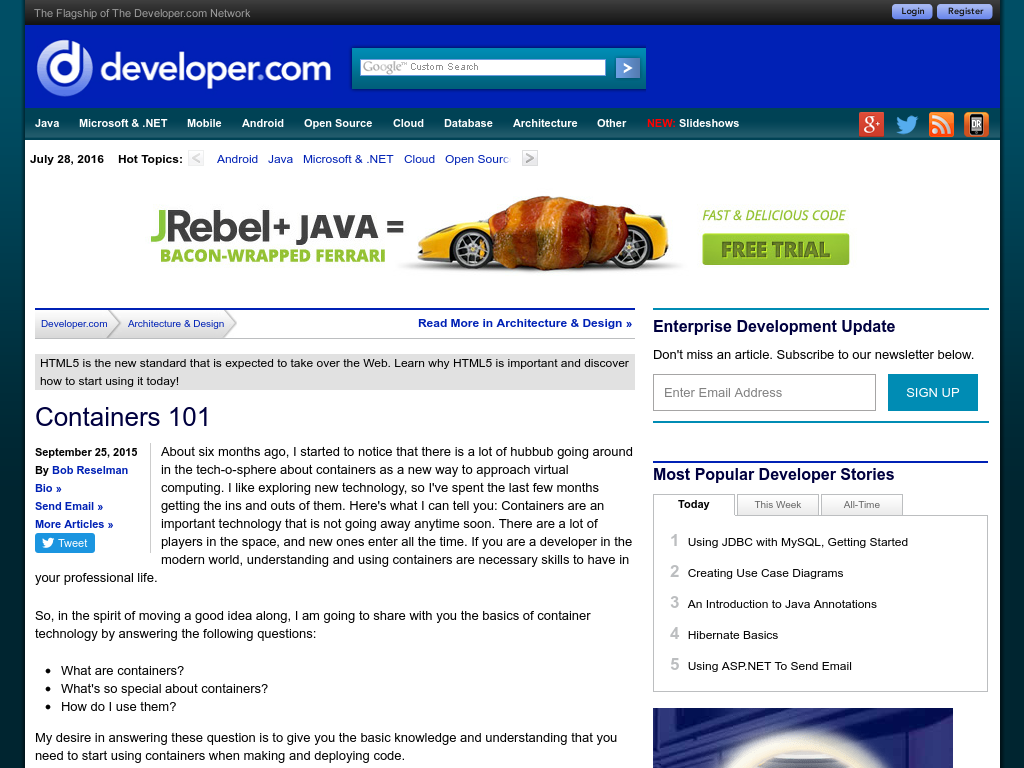 The Flagship of The Developer.com Network
Login
Register
d developer.com
Google™ Custom Search
>
Java
Microsoft & .NET
Mobile
Android
Open Source
Cloud
Database
Architecture
Other
NEW: Slideshows
g+
DR
July 28, 2016
Hot Topics:
<
Android
Java
Microsoft & .NET
Cloud
Open Sourc
>
JRebel + JAVA =
BACON-WRAPPED FERRARI
FAST & DELICIOUS CODE
FREE TRIAL
Developer.com
Architecture & Design
Read More in Architecture & Design »
HTML5 is the new standard that is expected to take over the Web. Learn why HTML5 is important and discover
how to start using it today!
Containers 101
September 25, 2015
By Bob Reselman
Bio »
Send Email »
More Articles »
Tweet
About six months ago, I started to notice that there is a lot of hubbub going around
in the tech-o-sphere about containers as a new way to approach virtual
computing. I like exploring new technology, so I've spent the last few months
getting the ins and outs of them. Here's what I can tell you: Containers are an
important technology that is not going away anytime soon. There are a lot of
players in the space, and new ones enter all the time. If you are a developer in the
modern world, understanding and using containers are necessary skills to have in
your professional life.
So, in the spirit of moving a good idea along, I am going to share with you the basics of container
technology by answering the following questions:
• What are containers?
• What's so special about containers?
• How do I use them?
My desire in answering these question is to give you the basic knowledge and understanding that you
need to start using containers when making and deploying code.
Enterprise Development Update
Don't miss an article. Subscribe to our newsletter below.
Enter Email Address
SIGN UP
Most Popular Developer Stories
Today
This Week
All-Time
1 Using JDBC with MySQL, Getting Started
2 Creating Use Case Diagrams
3 An Introduction to Java Annotations
4 Hibernate Basics
5 Using ASP.NET To Send Email